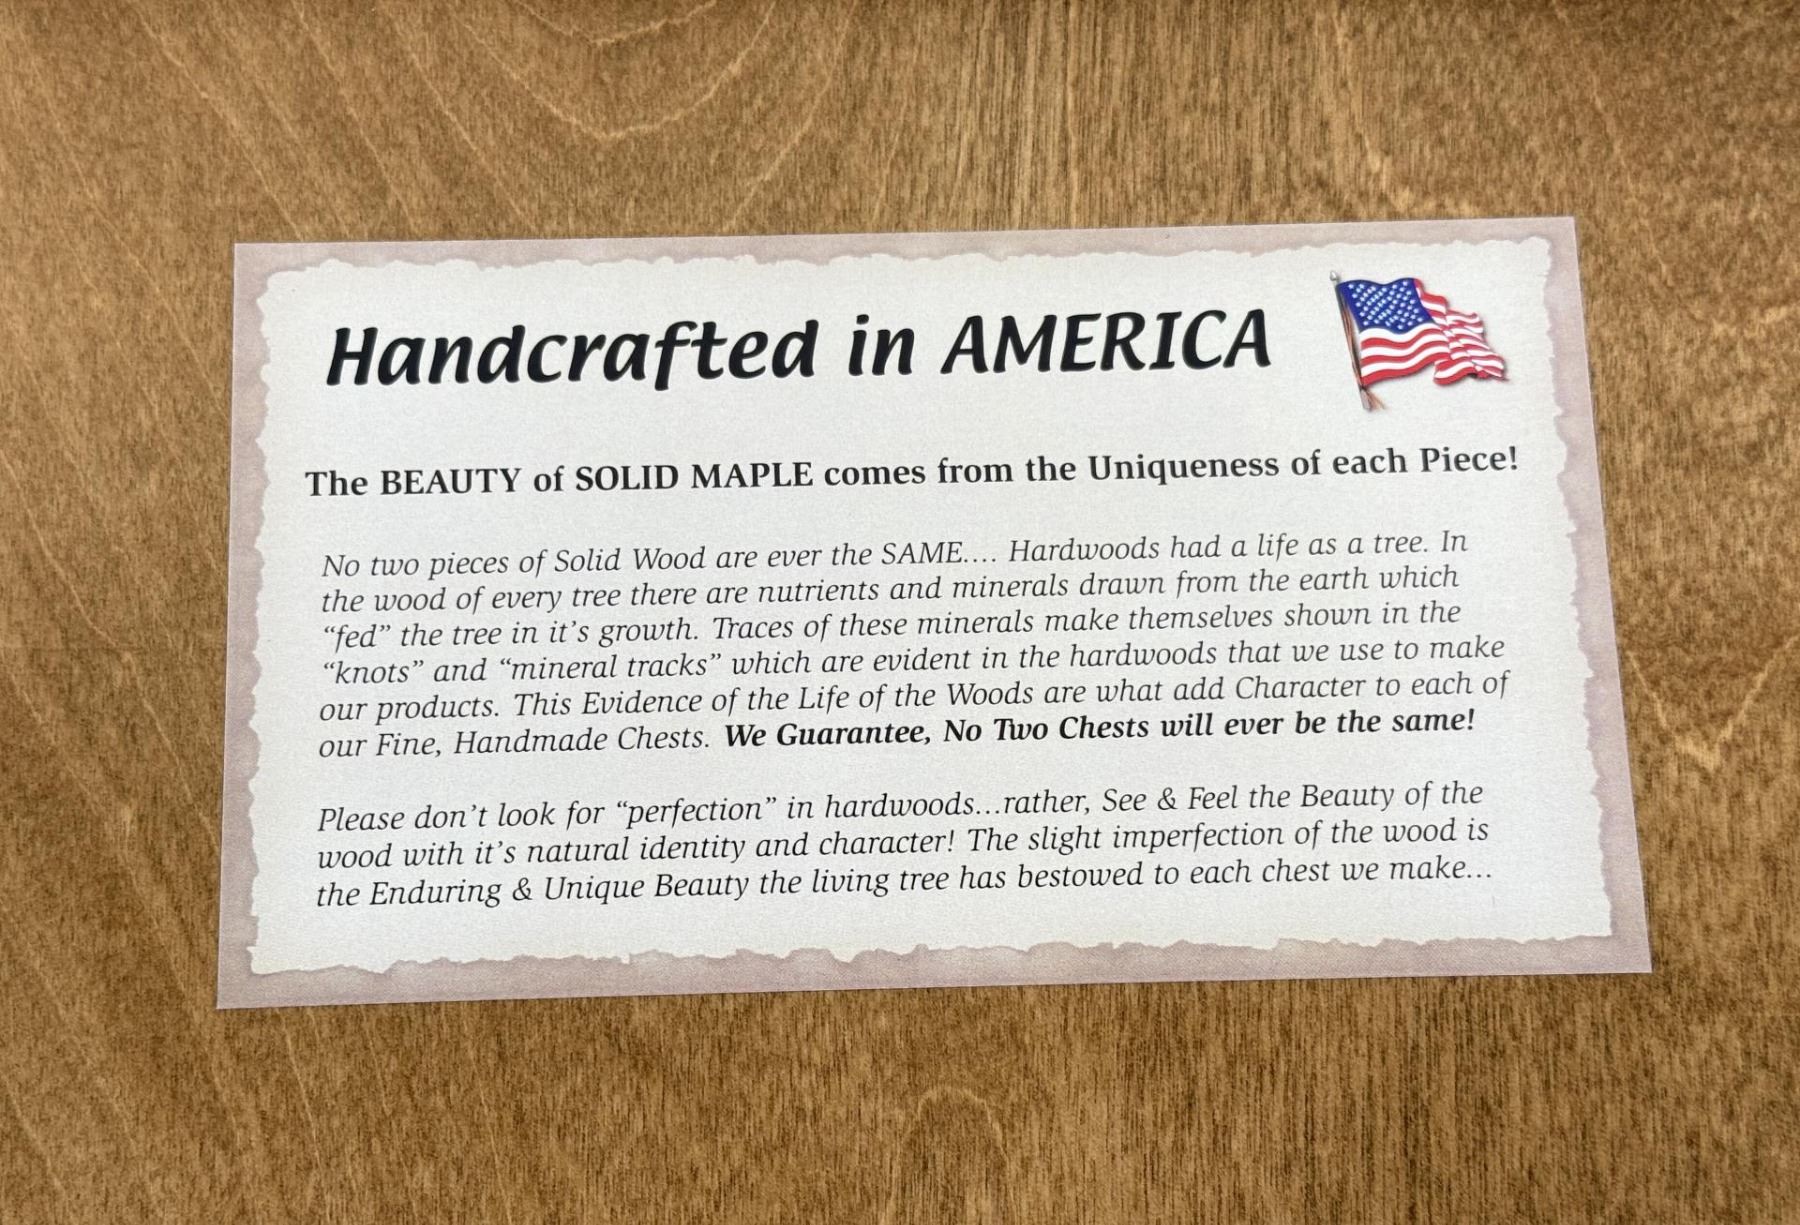 Handcrafted in AMERICA
The BEAUTY of SOLID MAPLE comes from the Uniqueness of each Piece!
No two pieces of Solid Wood are ever the SAME.... Hardwoods had a life as a tree. In
the wood of every tree there are nutrients and minerals drawn from the earth which
“fed” the tree in it’s growth. Traces of these minerals make themselves shown in the
“knots” and “mineral tracks” which are evident in the hardwoods that we use to make
our products. This Evidence of the Life of the Woods are what add Character to each of
our Fine, Handmade Chests. We Guarantee, No Two Chests will ever be the same!
Please don’t look for “perfection” in hardwoods...rather, See & Feel the Beauty of the
wood with it’s natural identity and character! The slight imperfection of the wood is
the Enduring & Unique Beauty the living tree has bestowed to each chest we make...